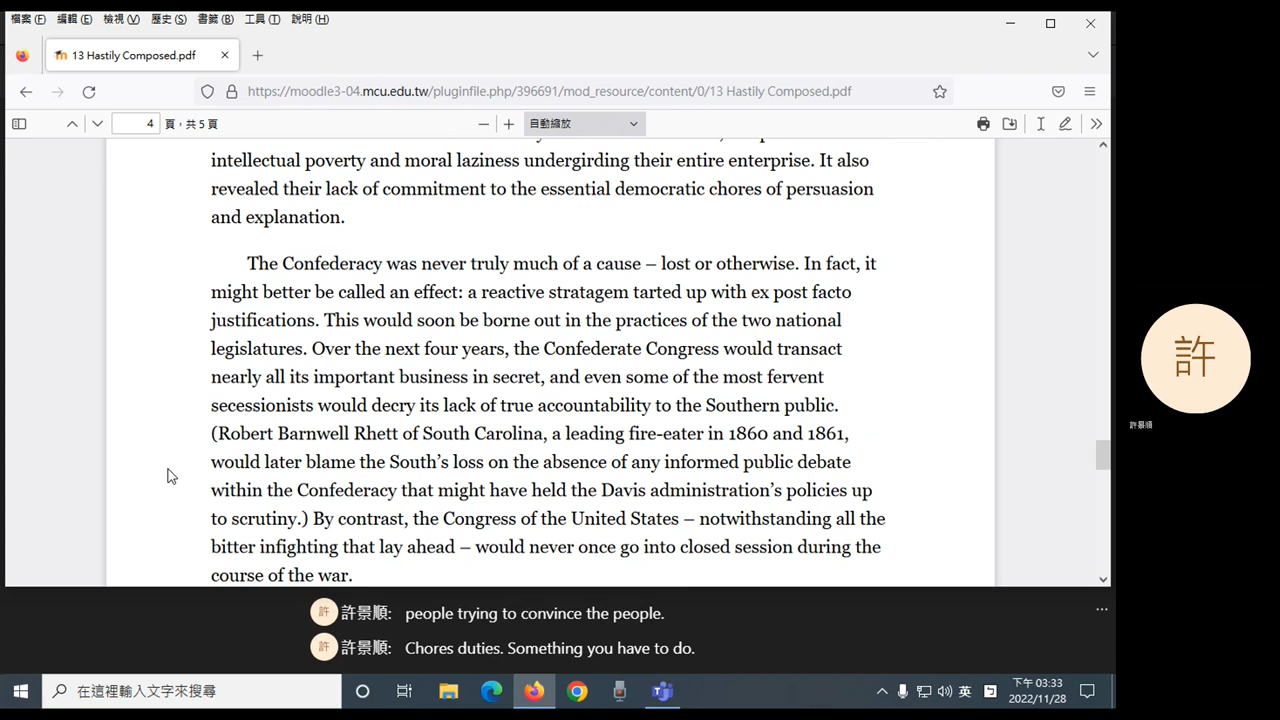 檔案 (F) 編輯 (E) 檢視 (V) 歷史 (S) 書籤 (B) 工具 (T) 說明 (H)
13 Hastily Composed.pdf
https://moodle3-04.mcu.edu.tw/pluginfile.php/396691/mod_resource/content/0/13 Hastily Composed.pdf
4 頁，共 5 頁 自動縮放
intellectual poverty and moral laziness undergirding their entire enterprise. It also
revealed their lack of commitment to the essential democratic chores of persuasion
and explanation.
The Confederacy was never truly much of a cause – lost or otherwise. In fact, it
might better be called an effect: a reactive stratagem tarted up with ex post facto
justifications. This would soon be borne out in the practices of the two national
legislatures. Over the next four years, the Confederate Congress would transact
nearly all its important business in secret, and even some of the most fervent
secessionists would decry its lack of true accountability to the Southern public.
(Robert Barnwell Rhett of South Carolina, a leading fire-eater in 1860 and 1861,
would later blame the South's loss on the absence of any informed public debate
within the Confederacy that might have held the Davis administration's policies up
to scrutiny.) By contrast, the Congress of the United States – notwithstanding all the
bitter infighting that lay ahead – would never once go into closed session during the
course of the war.
許
許景順
許 許景順: people trying to convince the people.
許 許景順: Chores duties. Something you have to do.
在這裡輸入文字來搜尋
英
下午 03:33
2022/11/28